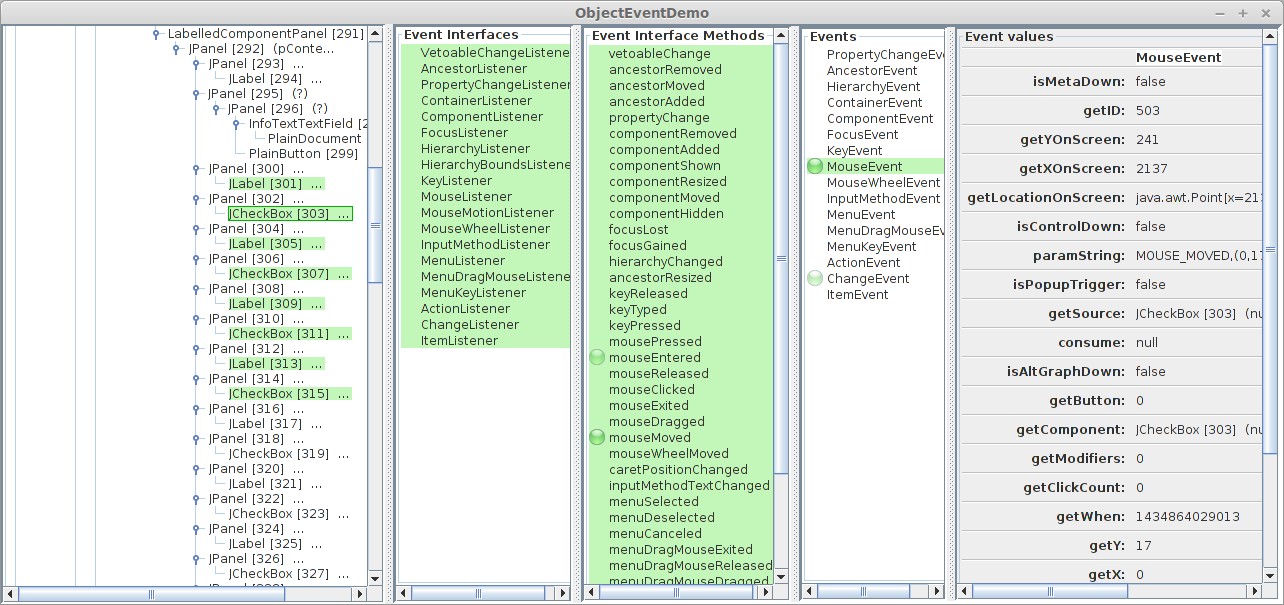 ObjectEventDemo
LabelledComponentPanel [291]
JPanel [292] (pConte...
JPanel [293] ...
JLabel [294] ...
JPanel [295] (?)
JPanel [296] (?)
InfoTextTextField [2
PlainDocument
PlainButton [299]
JPanel [300] ...
JLabel [301] ...
JPanel [302] ...
JCheckBox [303] ...
JPanel [304] ...
JLabel [305] ...
JPanel [306] ...
JCheckBox [307] ...
JPanel [308] ...
JLabel [309] ...
JPanel [310] ...
JCheckBox [311] ...
JPanel [312] ...
JLabel [313] ...
JPanel [314] ...
JCheckBox [315] ...
JPanel [316] ...
JLabel [317] ...
JPanel [318] ...
JCheckBox [319] ...
JPanel [320] ...
JLabel [321] ...
JPanel [322] ...
JCheckBox [323] ...
JPanel [324] ...
JLabel [325] ...
JPanel [326] ...
JCheckBox [327] ...
Event Interfaces
VetoableChangeListene
AncestorListener
PropertyChangeListener
ContainerListener
ComponentListener
FocusListener
HierarchyListener
HierarchyBoundsListene
KeyListener
MouseListener
MouseMotionListener
MouseWheelListener
InputMethodListener
MenuListener
MenuDragMouseListene
MenuKeyListener
ActionListener
ChangeListener
ItemListener
Event Interface Methods
vetoableChange
ancestorRemoved
ancestorMoved
ancestorAdded
propertyChange
componentRemoved
componentAdded
componentShown
componentResized
componentMoved
componentHidden
focusLost
focusGained
hierarchyChanged
ancestorResized
keyReleased
keyTyped
keyPressed
mousePressed
mouseEntered
mouseReleased
mouseClicked
mouseExited
mouseDragged
mouseMoved
mouseWheelMoved
caretPositionChanged
inputMethodTextChanged
menuSelected
menuDeselected
menuCanceled
menuDragMouseExited
menuDragMouseReleased
menuDragMouseDragged
Events
PropertyChangeEv
AncestorEvent
HierarchyEvent
ContainerEvent
ComponentEvent
FocusEvent
KeyEvent
MouseEvent
MouseWheelEvent
InputMethodEvent
MenuEvent
MenuDragMouseEv
MenuKeyEvent
ActionEvent
ChangeEvent
ItemEvent
Event values
MouseEvent
isMetaDown: false
getID: 503
getYOnScreen: 241
getXOnScreen: 2137
getLocationOnScreen: java.awt.Point[x=21
isControlDown: false
paramString: MOUSE_MOVED,(0,1
isPopupTrigger: false
getSource: JCheckBox [303] (nu
consume: null
isAltGraphDown: false
getButton: 0
getComponent: JCheckBox [303] (nu
getModifiers: 0
getClickCount: 0
getWhen: 1434864029013
getY: 17
getX: 0